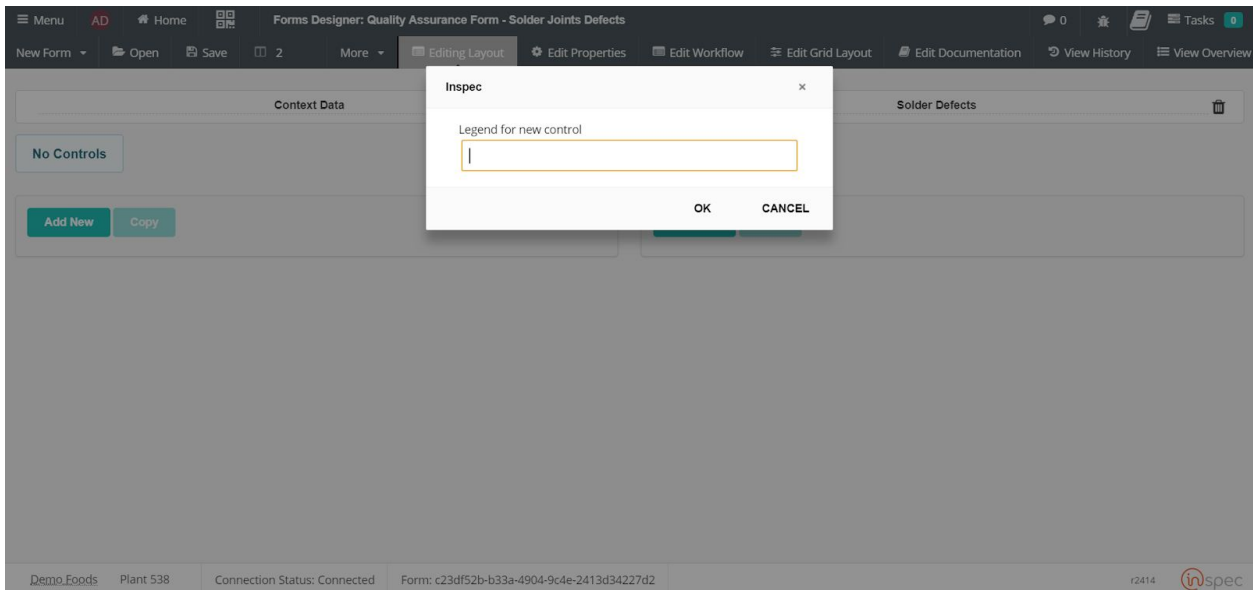 Menu AD Home Forms Designer: Quality Assurance Form - Solder Joints Defects 0 Tasks 0
New Form Open Save 2 More Editing Layout Edit Properties Edit Workflow Edit Grid Layout Edit Documentation View History View Overview
Inspec ×
Context Data Solder Defects
Legend for new control
No Controls
OK CANCEL
Add New Copy
Demo Foods Plant 538 Connection Status: Connected Form: c23df52b-b33a-4904-9c4e-2413d34227d2 r2414 inspec